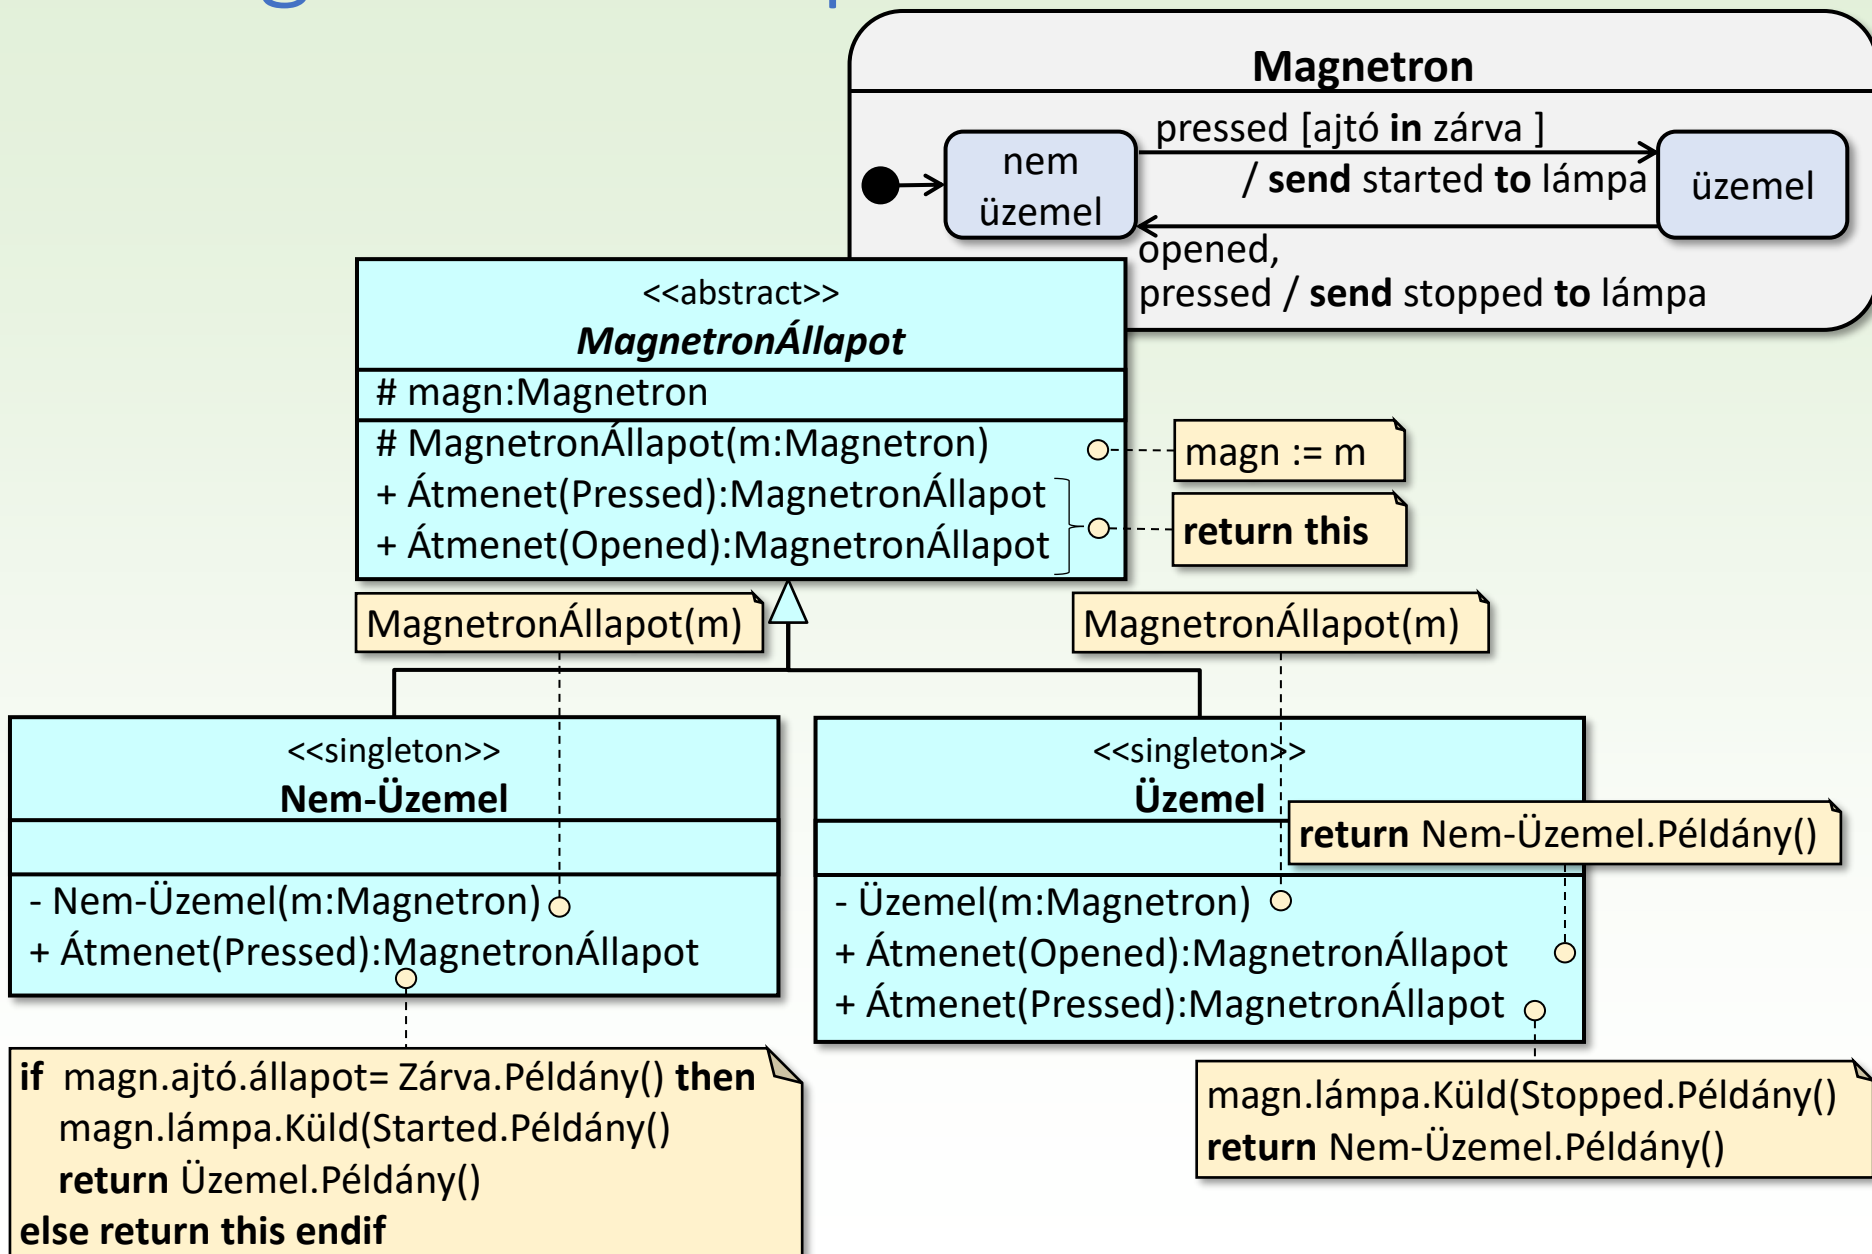 Magnetron
pressed [ajtó in zárva ]
/ send started to lámpa
nem
üzemel
üzemel
opened,
pressed / send stopped to lámpa
<<abstract>>
MagnetronÁllapot
# magn:Magnetron
# MagnetronÁllapot(m:Magnetron)
+ Átmenet(Pressed):MagnetronÁllapot
+ Átmenet(Opened):MagnetronÁllapot
magn := m
return this
MagnetronÁllapot(m)
MagnetronÁllapot(m)
<<singleton>>
Nem-Üzemel
- Nem-Üzemel(m:Magnetron)
+ Átmenet(Pressed):MagnetronÁllapot
<<singleton>>
Üzemel
return Nem-Üzemel.Példány()
- Üzemel(m:Magnetron)
+ Átmenet(Opened):MagnetronÁllapot
+ Átmenet(Pressed):MagnetronÁllapot
if magn.ajtó.állapot= Zárva.Példány() then
magn.lámpa.Küld(Started.Példány()
return Üzemel.Példány()
else return this endif
magn.lámpa.Küld(Stopped.Példány()
return Nem-Üzemel.Példány()